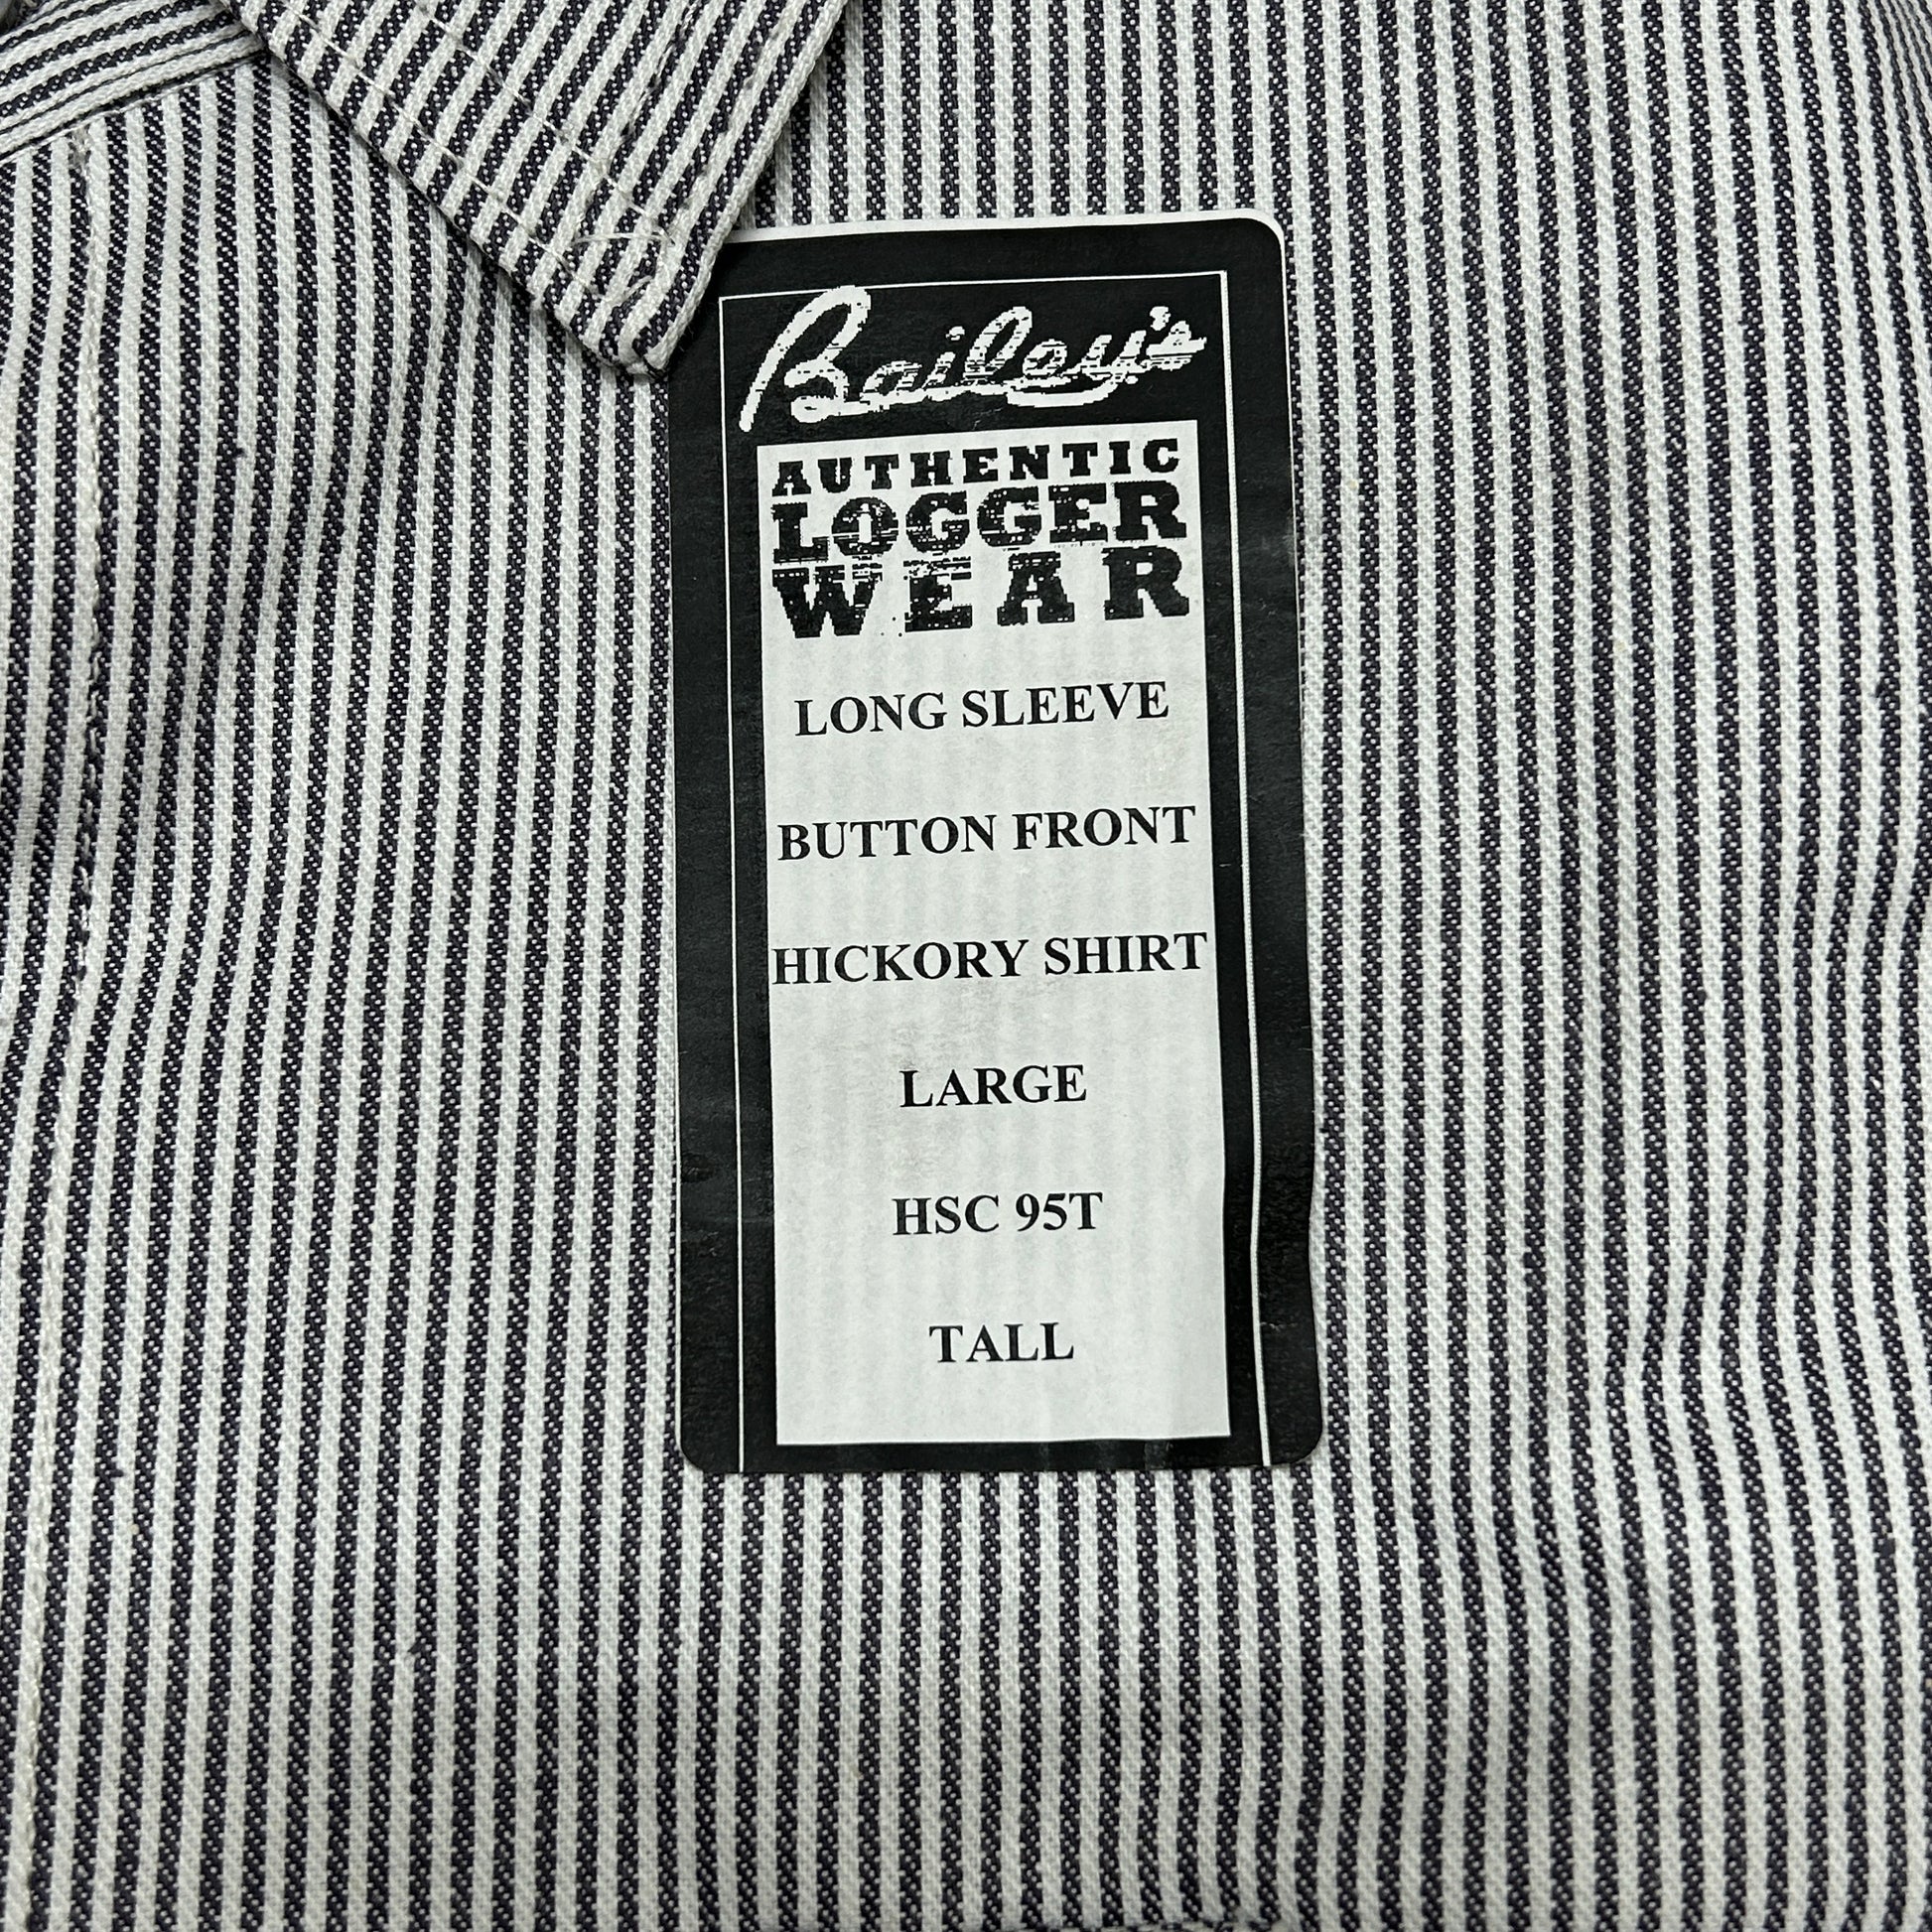 Bailey's
AUTHENTIC
LOGGER
WEAR
LONG SLEEVE
BUTTON FRONT
HICKORY SHIRT
LARGE
HSC 95T
TALL